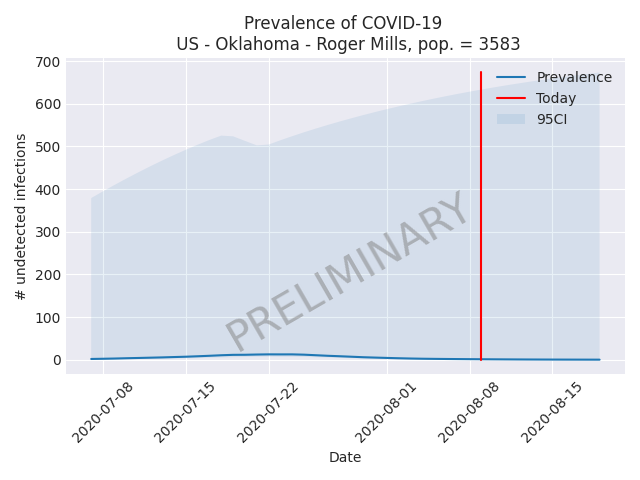 Prevalence of COVID-19
US - Oklahoma - Roger Mills, pop. = 3583
700
600
500
400
300
200
100
0
# undetected infections
Prevalence
Today
95CI
PRELIMINARY
2020-07-08
2020-07-15
2020-07-22
2020-08-01
2020-08-08
2020-08-15
Date